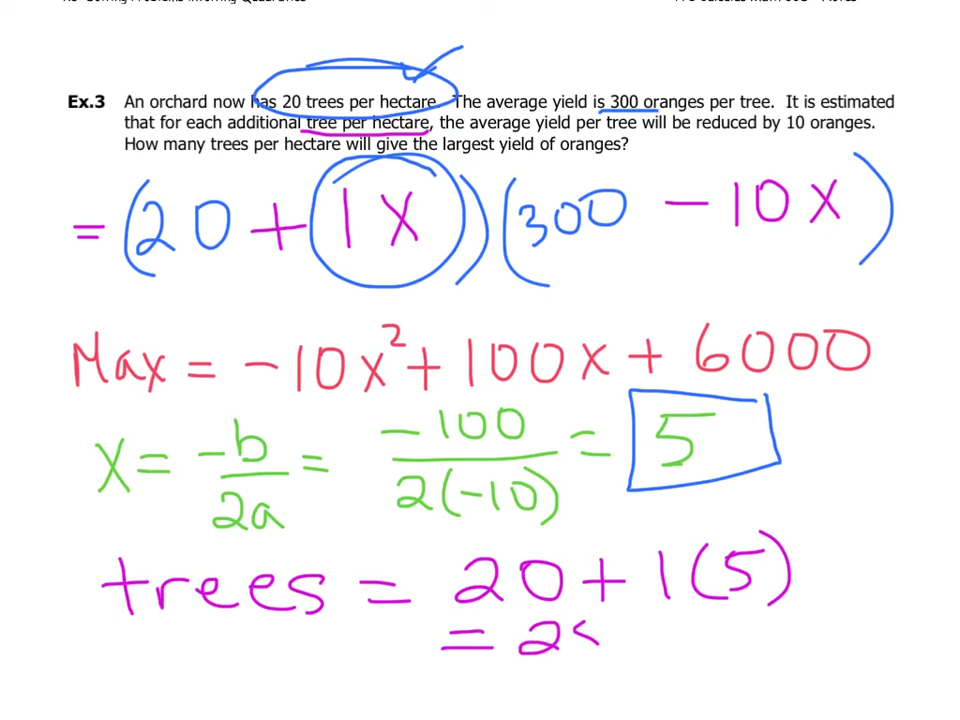 Ex.3 An orchard now has 20 trees per hectare. The average yield is 300 oranges per tree. It is estimated
that for each additional tree per hectare, the average yield per tree will be reduced by 10 oranges.
How many trees per hectare will give the largest yield of oranges?
= (20 + 1x)(300 - 10x)
Max = -10x² + 100x + 6000
x = -b/2a = -100/2(-10) = 5
trees = 20 + 1(5)
= 2